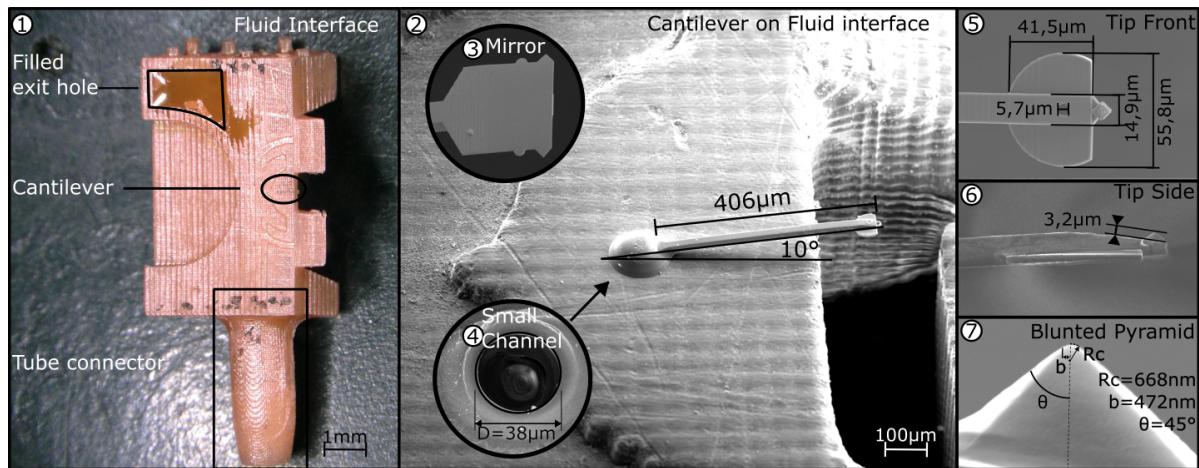 ① Fluid Interface
Filled
exit hole
Cantilever
Tube connector
1mm
② Cantilever on Fluid interface
③ Mirror
406µm
10°
④ Small
Channel
D=38µm
100µm
⑤ Tip Front
41,5µm
5,7µm
14,9µm
55,8µm
⑥ Tip Side
3,2µm
⑦ Blunted Pyramid
b
Rc
θ
Rc=668nm
b=472nm
θ=45°